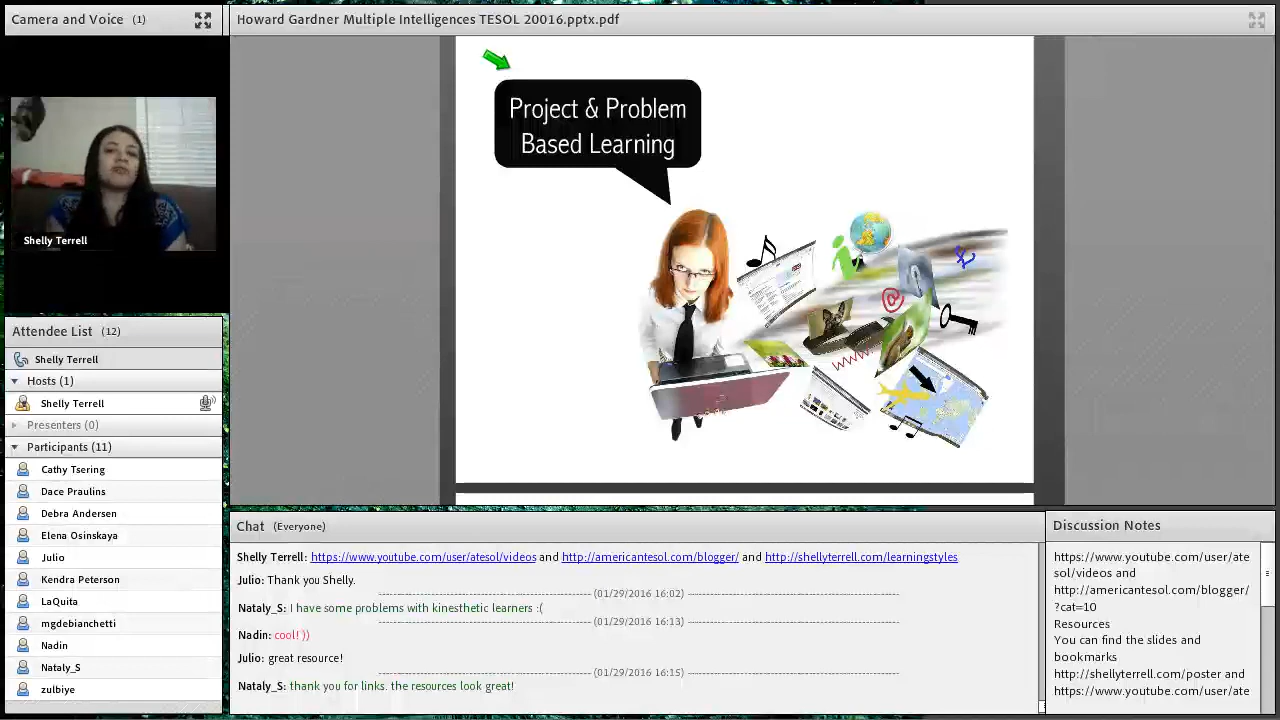 Camera and Voice (1)
Howard Gardner Multiple Intelligences TESOL 20016.pptx.pdf
Project & Problem
Based Learning
@
www.
Shelly Terrell
Attendee List (12)
Shelly Terrell
Hosts (1)
Shelly Terrell
Presenters (0)
Participants (11)
Cathy Tsering
Dace Praulins
Debra Andersen
Elena Osinskaya
Julio
Kendra Peterson
LaQuita
mgdebianchetti
Nadin
Nataly_S
zulbiye
Chat (Everyone)
Shelly Terrell: https://www.youtube.com/user/atesol/videos and http://americantesol.com/blogger/ and http://shellyterrell.com/learningstyles
Julio: Thank you Shelly.
(01/29/2016 16:02)
Nataly_S: I have some problems with kinesthetic learners :(
(01/29/2016 16:13)
Nadin: cool! ))
Julio: great resource!
(01/29/2016 16:15)
Nataly_S: thank you for links. the resources look great!
Discussion Notes
https://www.youtube.com/user/ate
sol/videos and
http://americantesol.com/blogger/
?cat=10
Resources
You can find the slides and
bookmarks
http://shellyterrell.com/poster and
https://www.youtube.com/user/ate